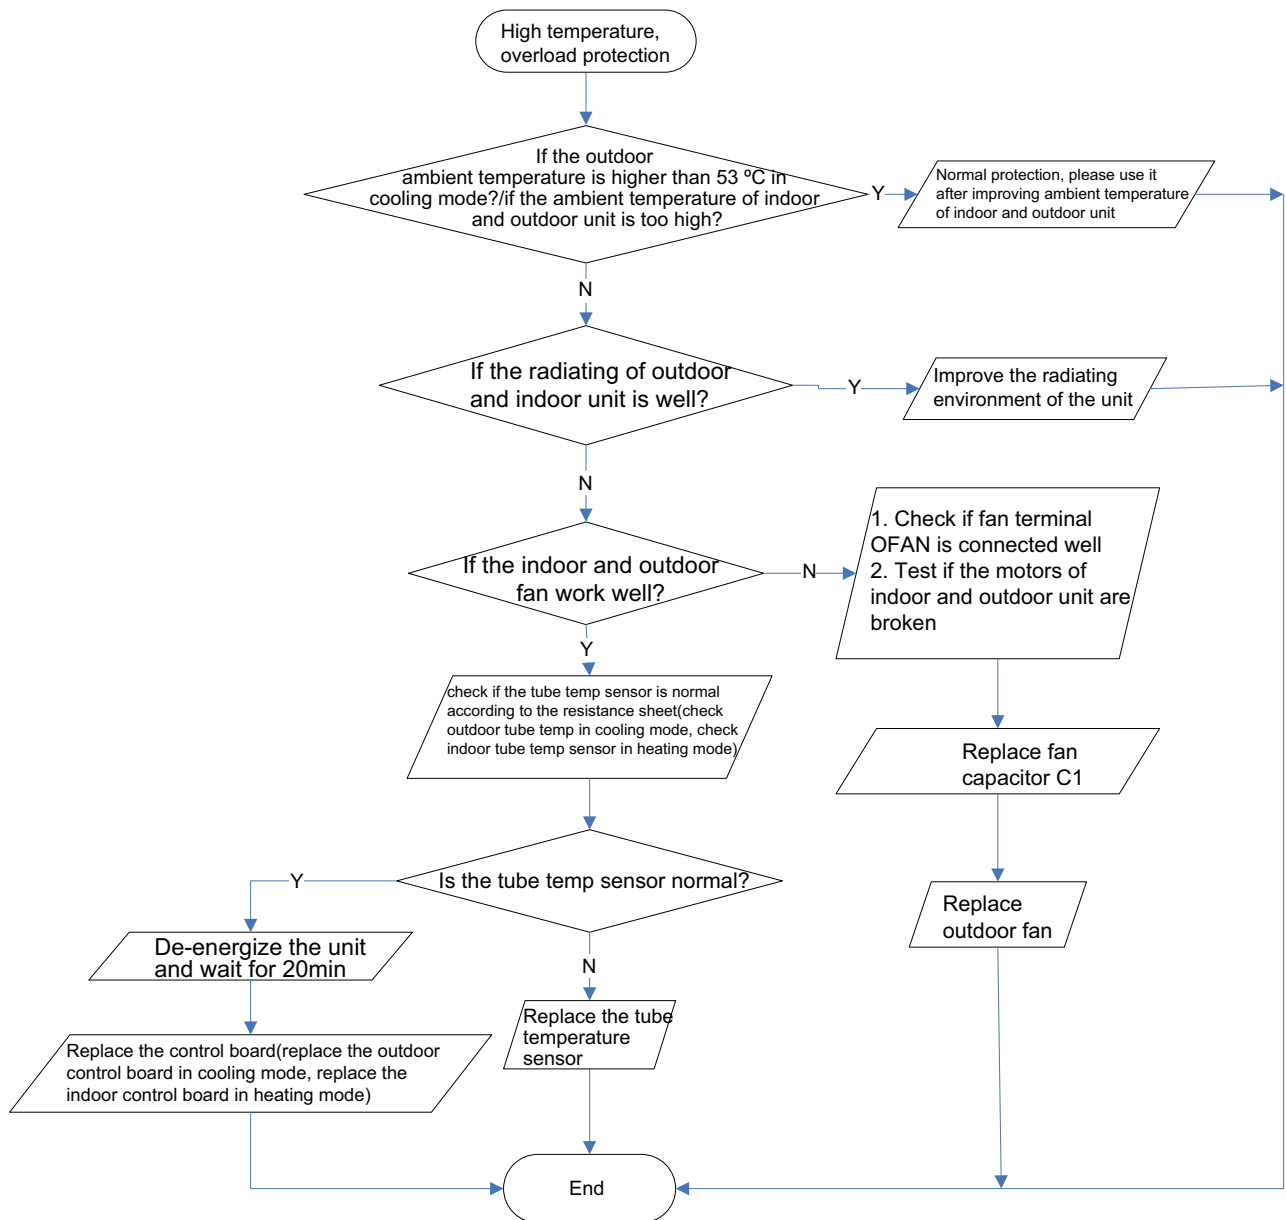 High temperature,
overload protection
If the outdoor
ambient temperature is higher than 53 ºC in
cooling mode?/if the ambient temperature of indoor
and outdoor unit is too high?
Y
Normal protection, please use it
after improving ambient temperature
of indoor and outdoor unit
N
If the radiating of outdoor
and indoor unit is well?
Y
Improve the radiating
environment of the unit
N
If the indoor and outdoor
fan work well?
N
1. Check if fan terminal
OFAN is connected well
2. Test if the motors of
indoor and outdoor unit are
broken
Y
check if the tube temp sensor is normal
according to the resistance sheet(check
outdoor tube temp in cooling mode, check
indoor tube temp sensor in heating mode)
Replace fan
capacitor C1
Is the tube temp sensor normal?
Y
Replace
outdoor fan
De-energize the unit
and wait for 20min
N
Replace the tube
temperature
sensor
Replace the control board(replace the outdoor
control board in cooling mode, replace the
indoor control board in heating mode)
End